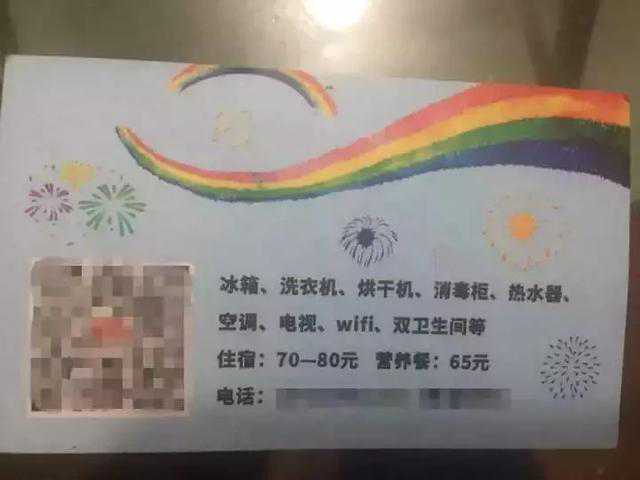 冰箱、洗衣机、烘干机、消毒柜、热水器、
空调、电视、wifi、双卫生间等
住宿：70—80元 营养餐：65元
电话：